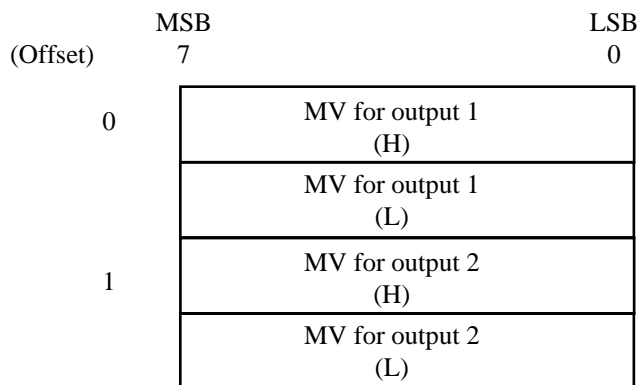 MSB LSB
(Offset) 7 0
0 MV for output 1
(H)
MV for output 1
(L)
1 MV for output 2
(H)
MV for output 2
(L)